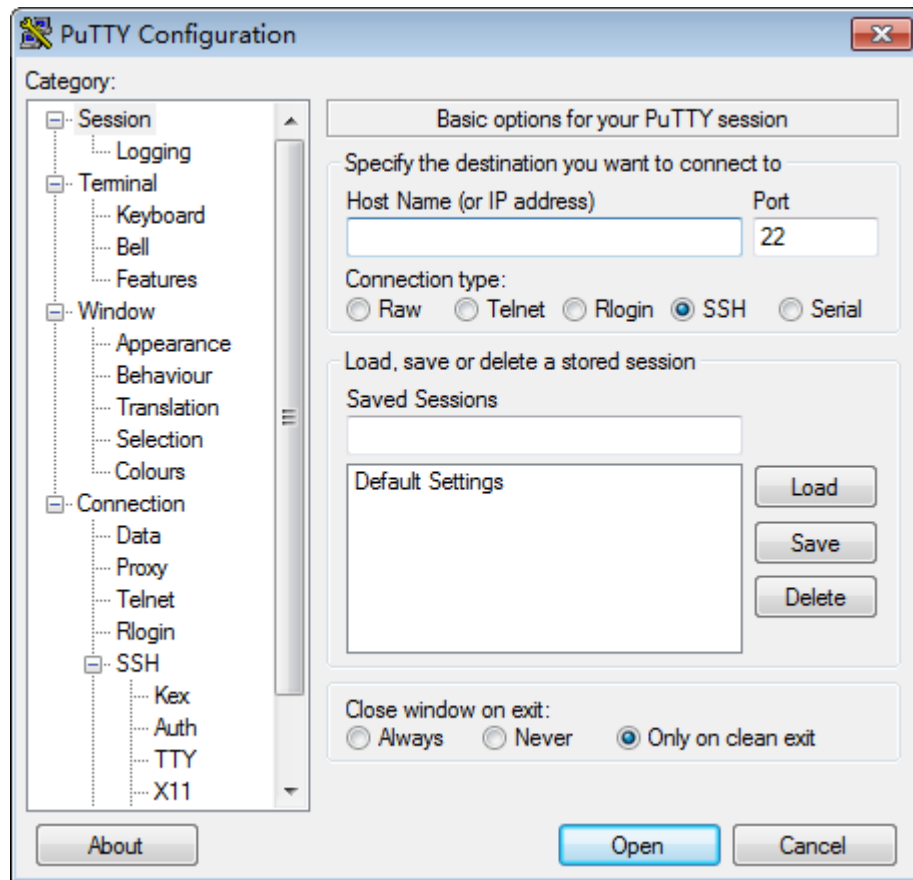 PuTTY Configuration
Category:
Session
Logging
Terminal
Keyboard
Bell
Features
Window
Appearance
Behaviour
Translation
Selection
Colours
Connection
Data
Proxy
Telnet
Rlogin
SSH
Kex
Auth
TTY
X11
Basic options for your PuTTY session
Specify the destination you want to connect to
Host Name (or IP address) Port
22
Connection type:
Raw Telnet Rlogin SSH Serial
Load, save or delete a stored session
Saved Sessions
Default Settings
Load
Save
Delete
Close window on exit:
Always Never Only on clean exit
About Open Cancel